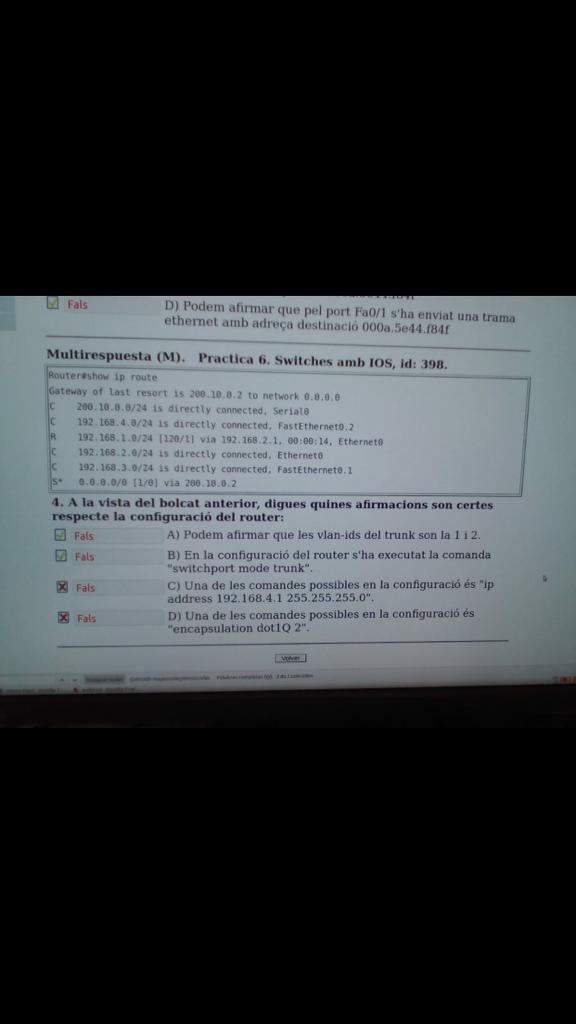 Fals
D) Podem afirmar que pel port Fa0/1 s'ha enviat una trama
ethernet amb adreça destinació 000a.5e44.f84f
Multirespuesta (M). Practica 6. Switches amb IOS, id: 398.
Router#show ip route
Gateway of last resort is 200.10.0.2 to network 0.0.0.0
C 200.10.0.0/24 is directly connected, Serial0
C 192.168.4.0/24 is directly connected, FastEthernet0.2
R 192.168.1.0/24 [120/1] via 192.168.2.1, 00:00:14, Ethernet0
C 192.168.2.0/24 is directly connected, Ethernet0
C 192.168.3.0/24 is directly connected, FastEthernet0.1
S* 0.0.0.0/0 [1/0] via 200.10.0.2
4. A la vista del bolcat anterior, digues quines afirmacions son certes
respecte la configuració del router:
Fals A) Podem afirmar que les vlan-ids del trunk son la 1 i 2.
Fals B) En la configuració del router s'ha executat la comanda
"switchport mode trunk".
Fals C) Una de les comandes possibles en la configuració és "ip
address 192.168.4.1 255.255.255.0".
Fals D) Una de les comandes possibles en la configuració és
"encapsulation dot1Q 2".
Volver